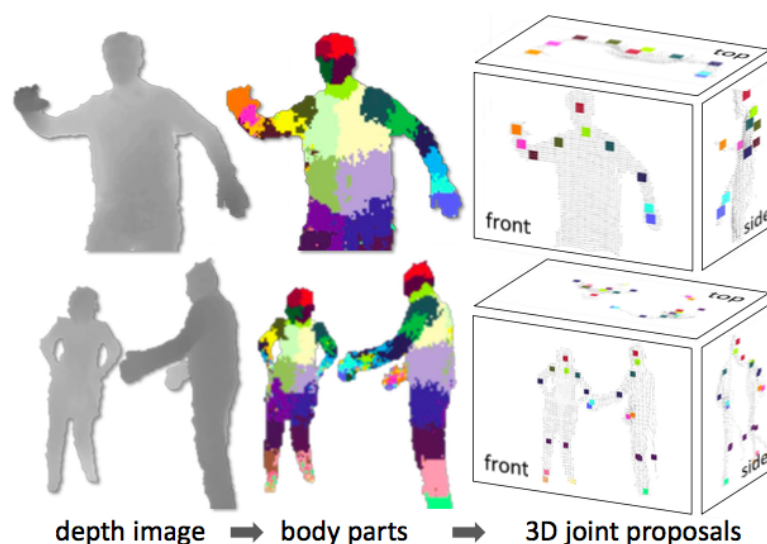 top
front
side
top
front
side
depth image
body parts
3D joint proposals